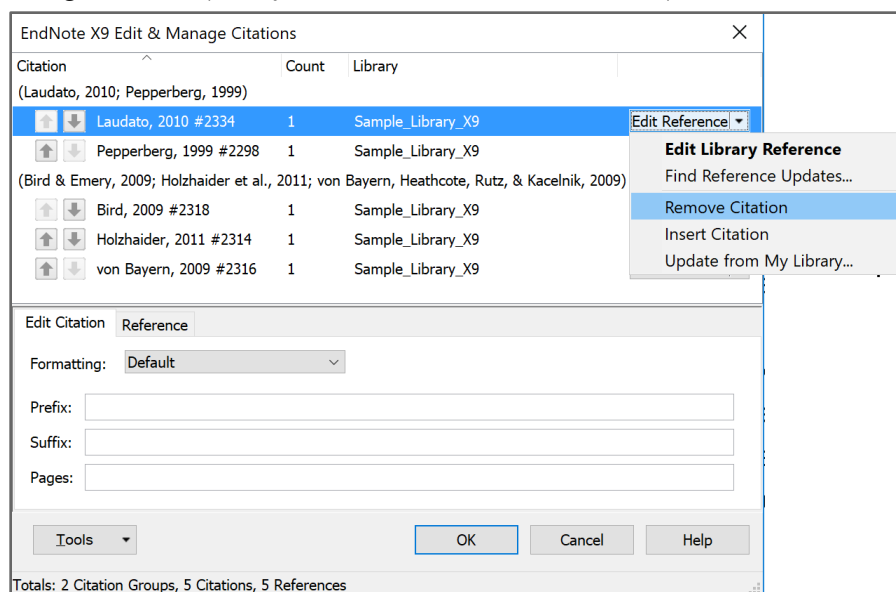 EndNote X9 Edit & Manage Citations
Citation Count Library
(Laudato, 2010; Pepperberg, 1999)
Laudato, 2010 #2334 1 Sample_Library_X9 Edit Reference
Pepperberg, 1999 #2298 1 Sample_Library_X9
Edit Library Reference
(Bird & Emery, 2009; Holzhaider et al., 2011; von Bayern, Heathcote, Rutz, & Kacelnik, 2009)
Find Reference Updates...
Bird, 2009 #2318 1 Sample_Library_X9
Remove Citation
Holzhaider, 2011 #2314 1 Sample_Library_X9
Insert Citation
von Bayern, 2009 #2316 1 Sample_Library_X9
Update from My Library...
Edit Citation Reference
Formatting: Default
Prefix:
Suffix:
Pages:
Tools OK Cancel Help
Totals: 2 Citation Groups, 5 Citations, 5 References